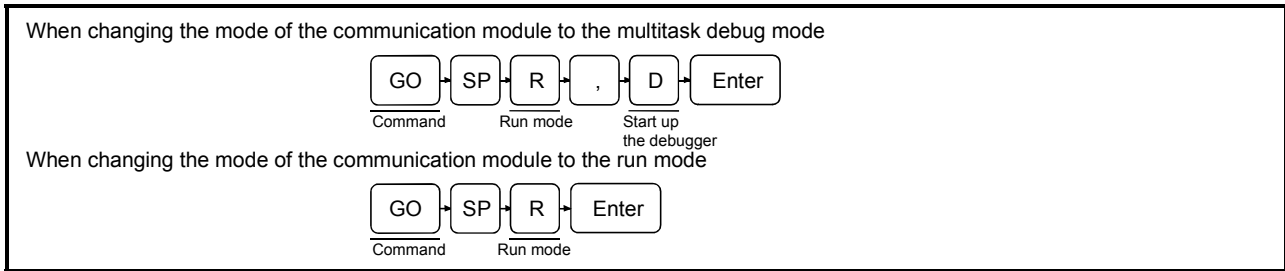 When changing the mode of the communication module to the multitask debug mode
GO SP R , D Enter
Command Run mode Start up
the debugger
When changing the mode of the communication module to the run mode
GO SP R Enter
Command Run mode